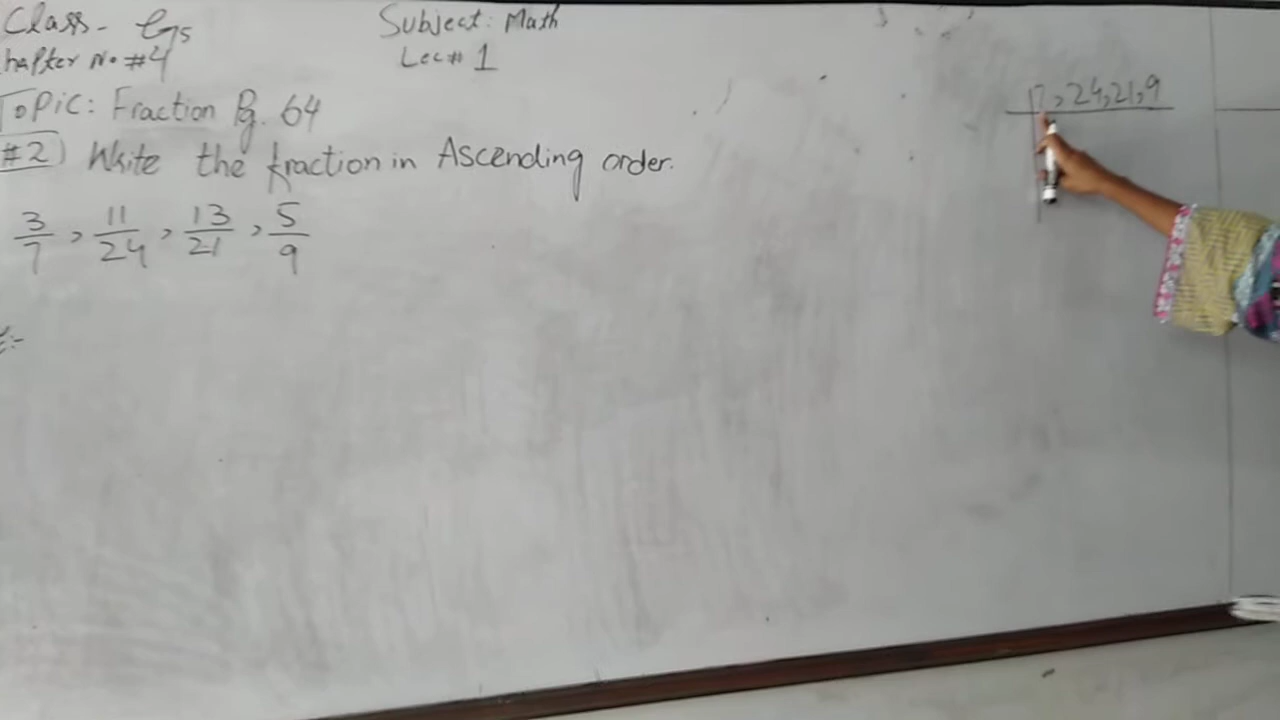 Class- G5
Subject: Math
hapter No #4
Lec# 1
Topic: Fraction Pg. 64
#2) Write the fraction in Ascending order.
3/7, 11/24, 13/21, 5/9
7, 24, 21, 9